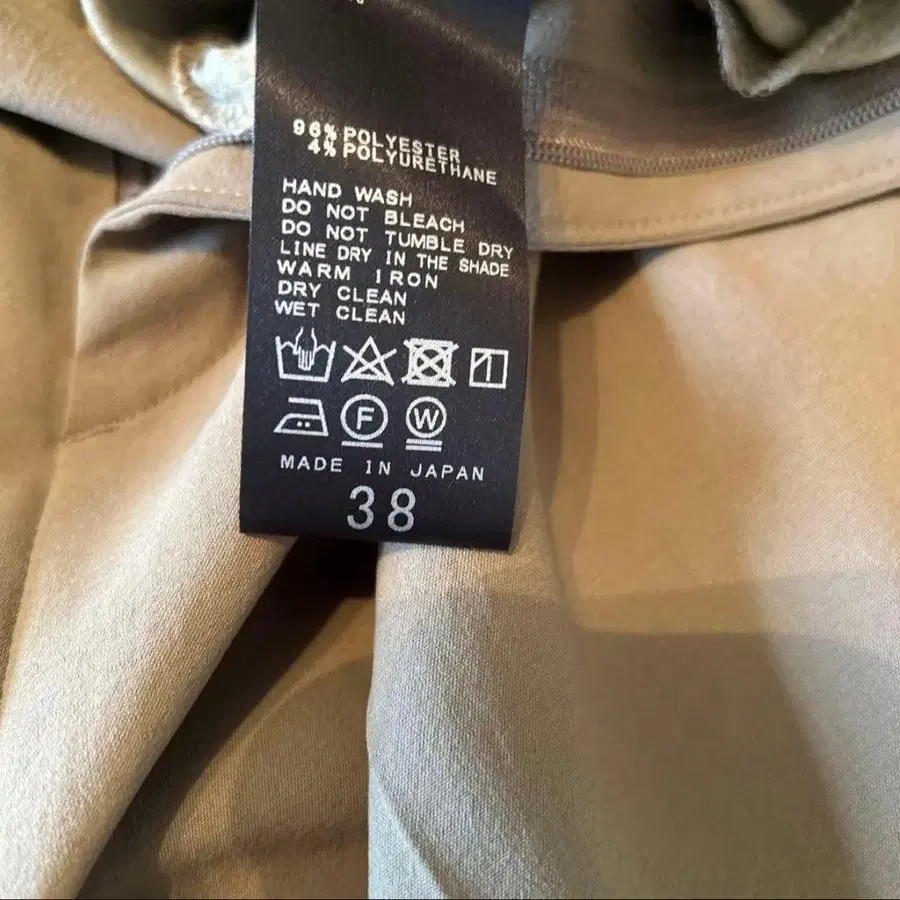 96% POLYESTER
4% POLYURETHANE
HAND WASH
DO NOT BLEACH
DO NOT TUMBLE DRY
LINE DRY IN THE SHADE
WARM IRON
DRY CLEAN
WET CLEAN
F W
MADE IN JAPAN
38